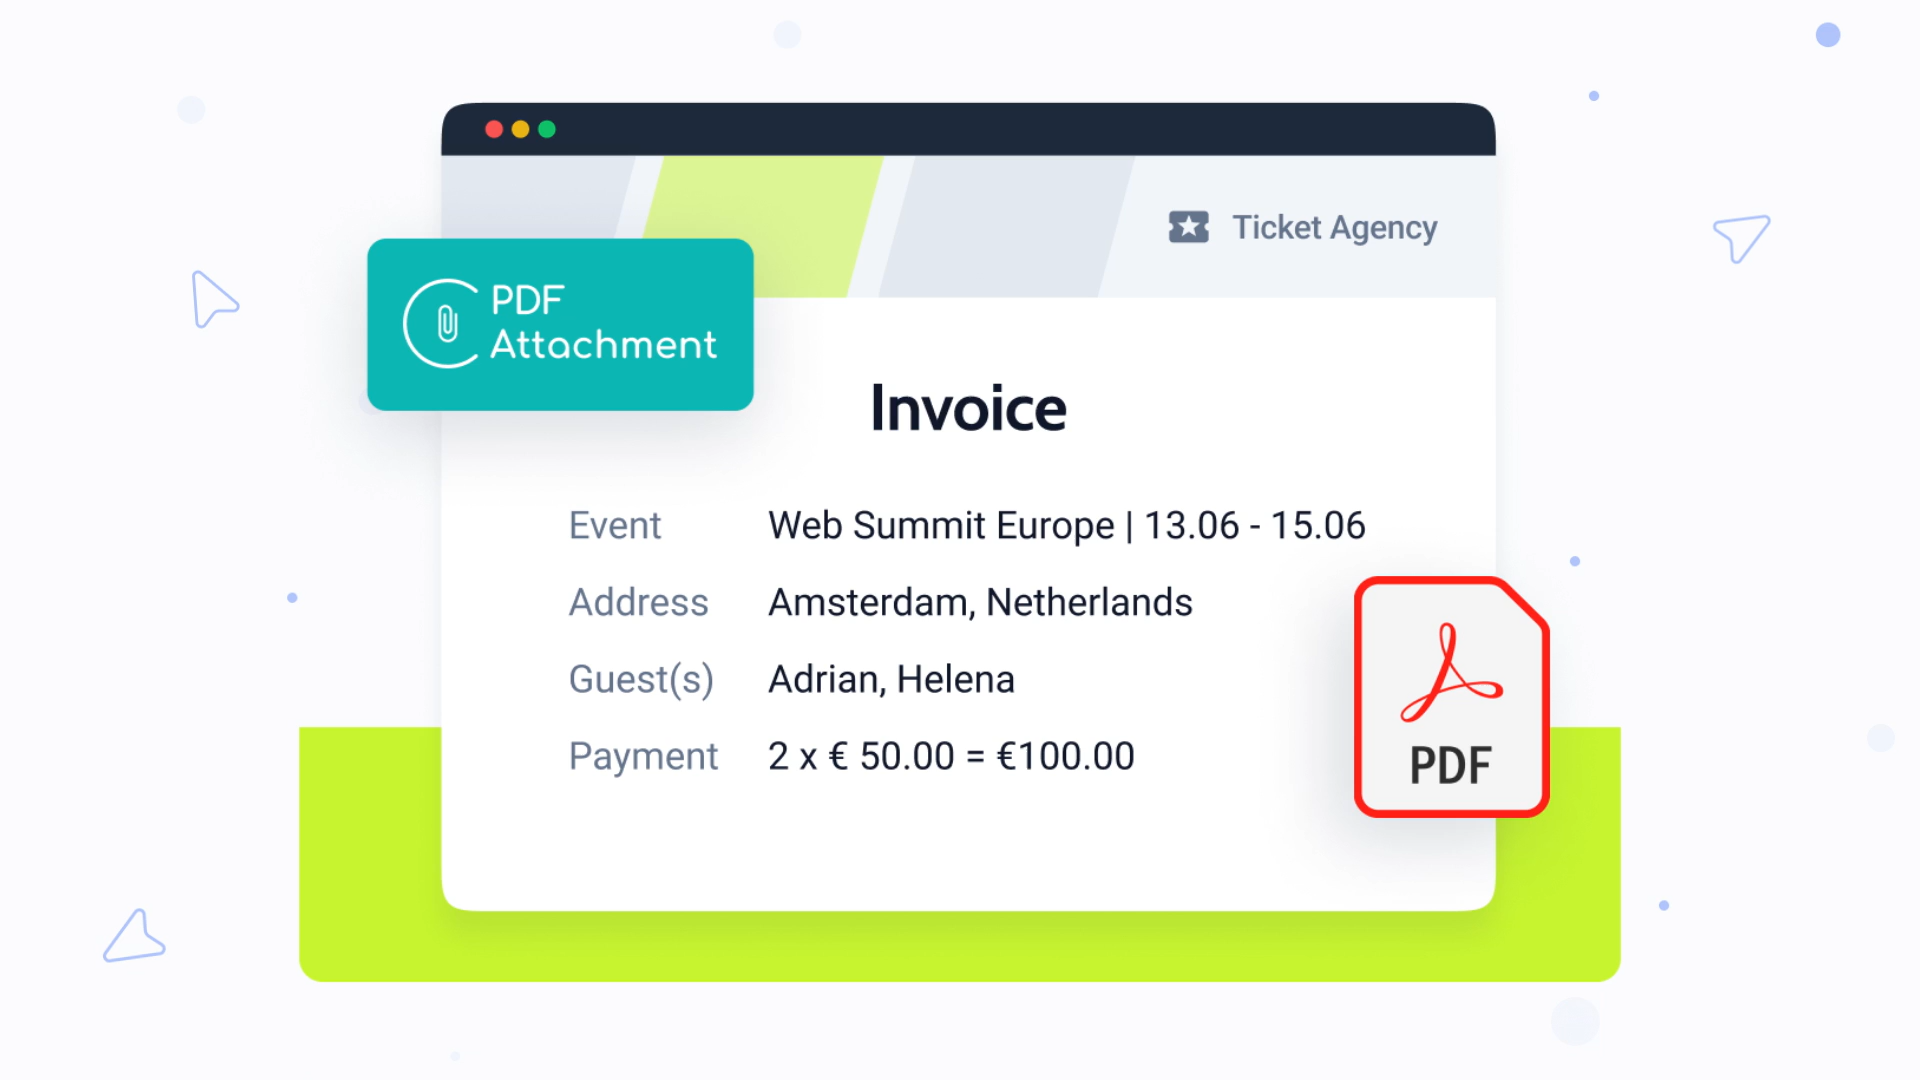 Ticket Agency
PDF
Attachment
Invoice
Event Web Summit Europe | 13.06 - 15.06
Address Amsterdam, Netherlands
Guest(s) Adrian, Helena
Payment 2 x € 50.00 = €100.00
PDF